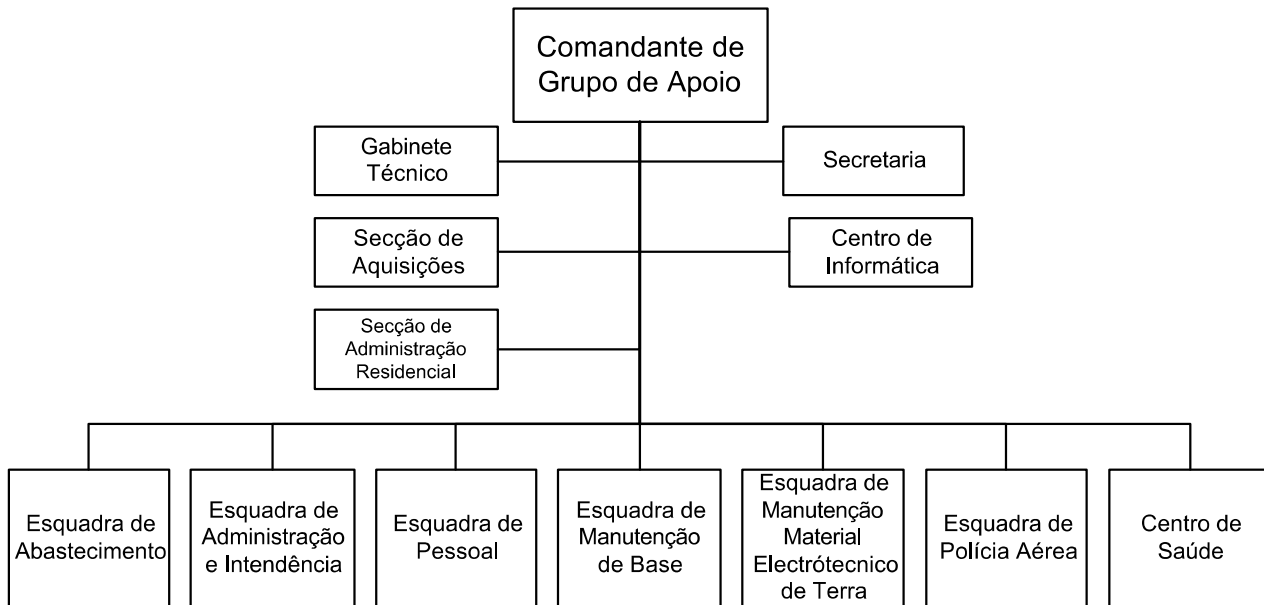 Comandante de
Grupo de Apoio
Gabinete
Técnico
Secretaria
Secção de
Aquisições
Centro de
Informática
Secção de
Administração
Residencial
Esquadra de
Abastecimento
Esquadra de
Administração
e Intendência
Esquadra de
Pessoal
Esquadra de
Manutenção
de Base
Esquadra de
Manutenção
Material
Electrótecnico
de Terra
Esquadra de
Polícia Aérea
Centro de
Saúde